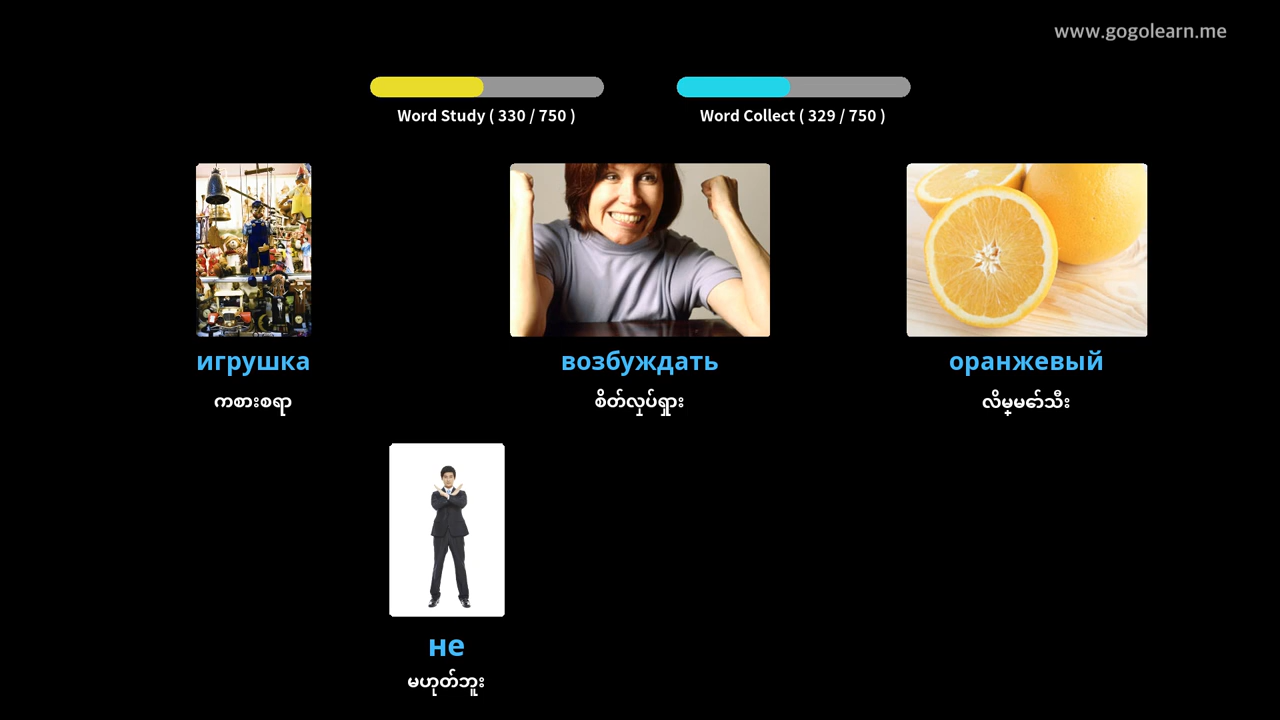 www.gogolearn.me
Word Study ( 330 / 750 )
Word Collect ( 329 / 750 )
игрушка
возбуждать
оранжевый
ကစားစရာ
စိတ်လှုပ်ရှား
လိမ္မော်သီး
не
မဟုတ်ဘူး